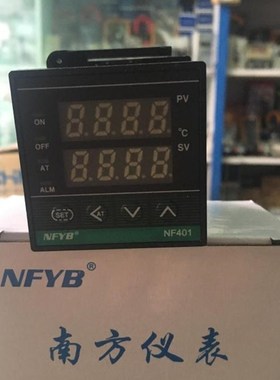 PV
ON
8.8.8.8
°C
OFF
SV
AT
8.8.8.8
ALM
SET
AT
NFYB®
NF401
NFYB®
南方仪表